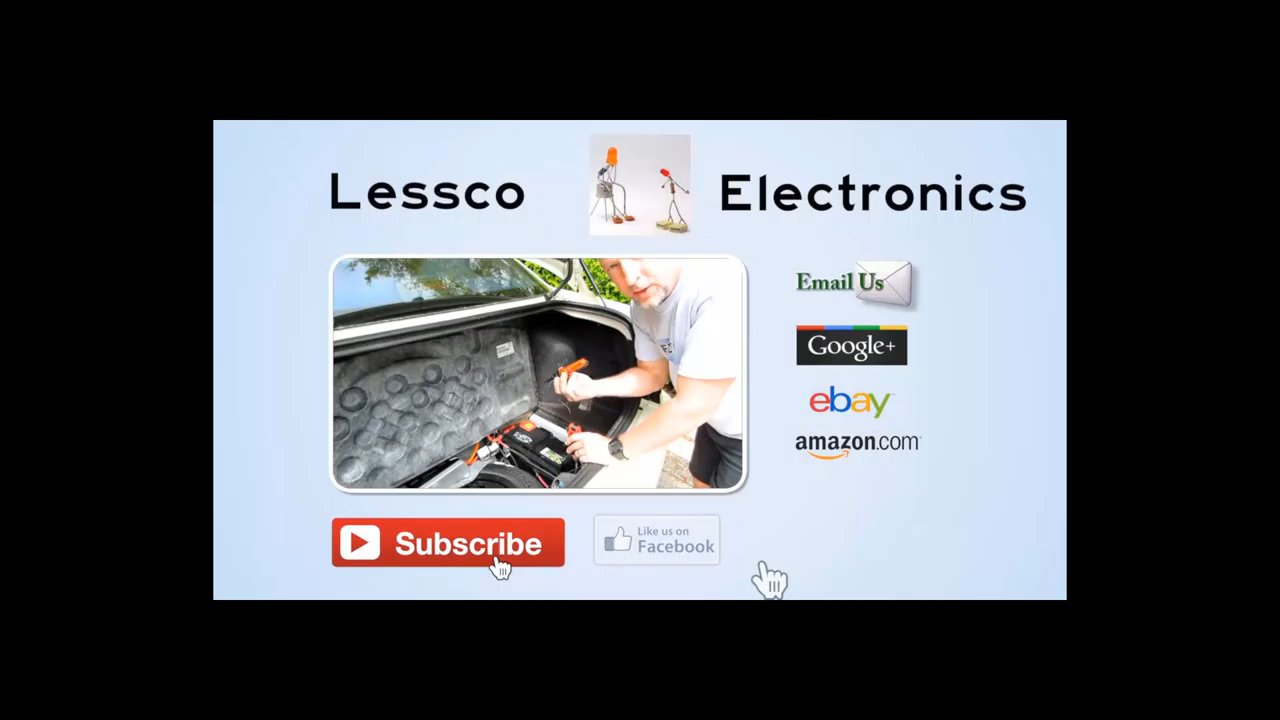 Lessco Electronics
Email Us
Google+
ebay
amazon.com
Subscribe
Like us on
Facebook